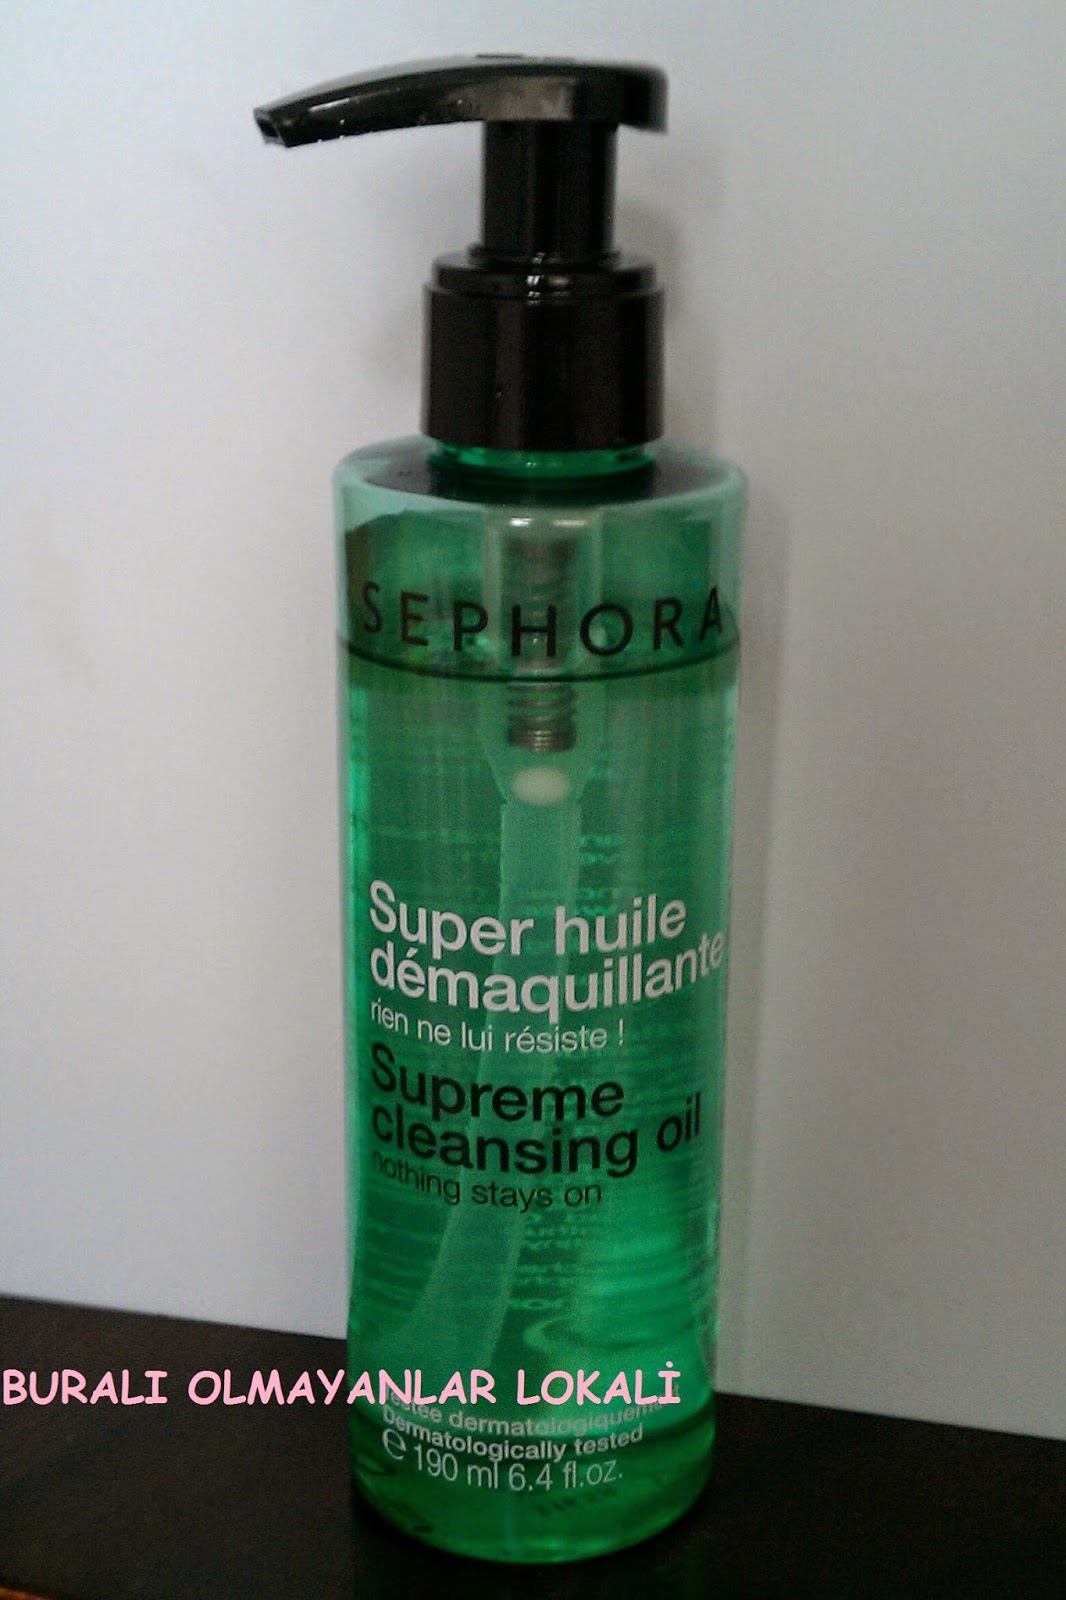 SEPHORA
Super huile
démaquillante
rien ne lui résiste !
Supreme
cleansing oil
nothing stays on
BURALI OLMAYANLAR LOKALİ
Dermatologically tested
e 190 ml 6.4 fl.oz.